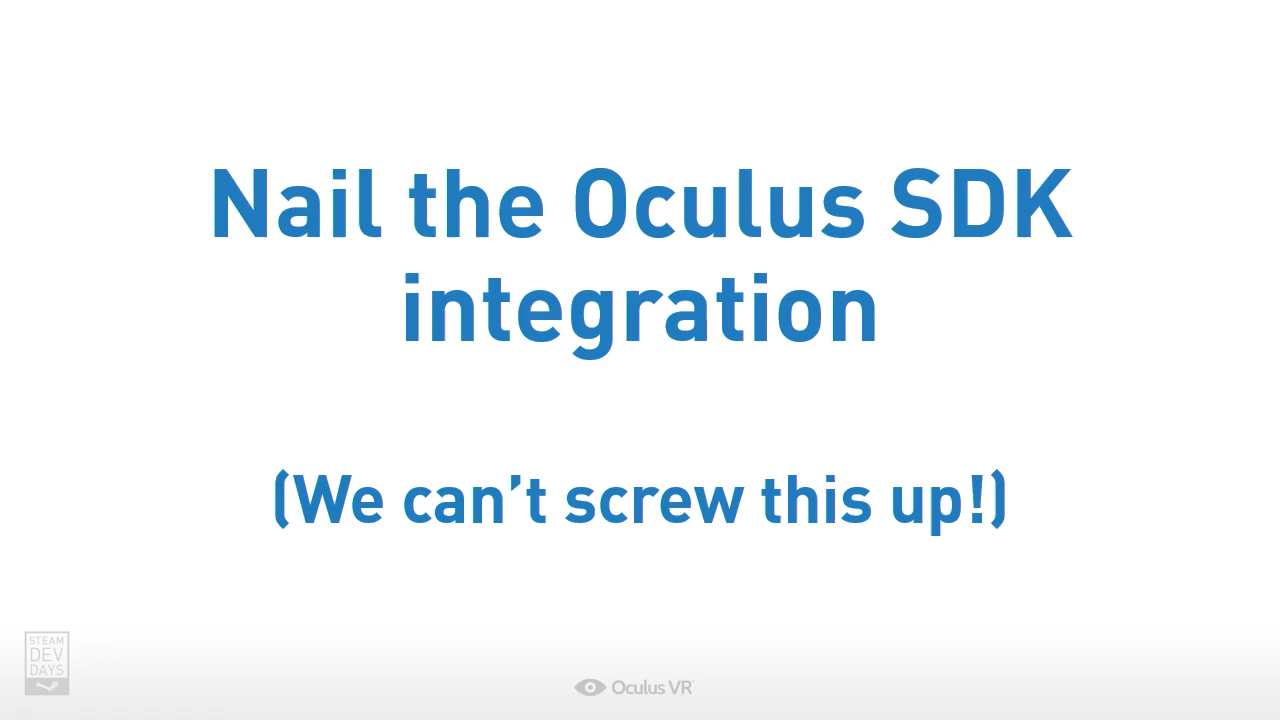 Nail the Oculus SDK
integration
(We can’t screw this up!)
STEAM
DEV
DAYS
Oculus VR